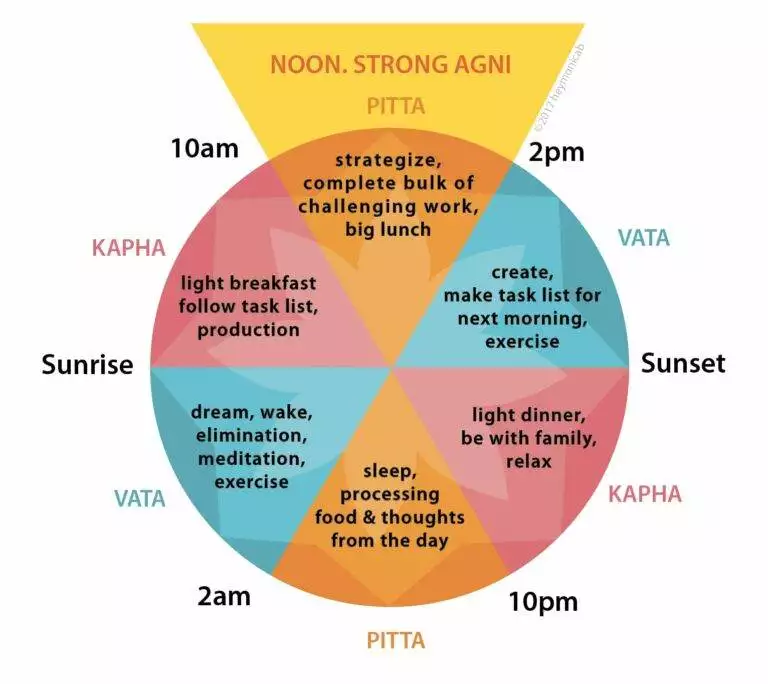 NOON. STRONG AGNI
PITTA
©2017 heymonicab
10am
2pm
strategize,
complete bulk of
challenging work,
big lunch
KAPHA
VATA
light breakfast
follow task list,
production
create,
make task list for
next morning,
exercise
Sunrise
Sunset
dream, wake,
elimination,
meditation,
exercise
light dinner,
be with family,
relax
sleep,
processing
food & thoughts
from the day
VATA
KAPHA
2am
10pm
PITTA